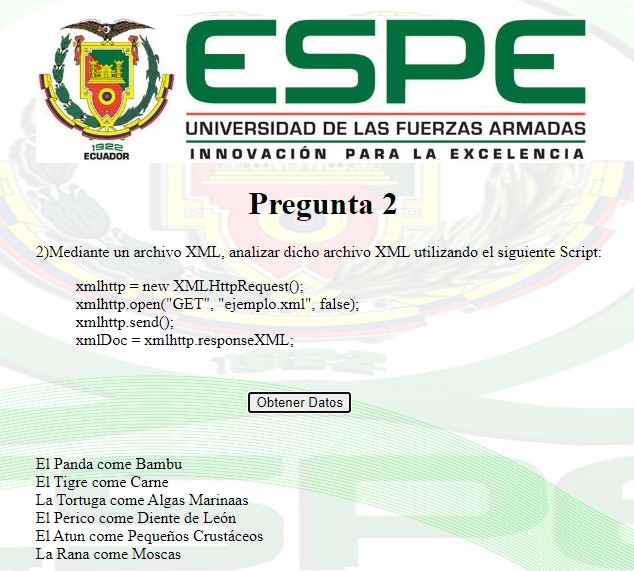 ESPE
UNIVERSIDAD DE LAS FUERZAS ARMADAS
INNOVACIÓN PARA LA EXCELENCIA
1922
ECUADOR
Pregunta 2
2)Mediante un archivo XML, analizar dicho archivo XML utilizando el siguiente Script:
xmlhttp = new XMLHttpRequest();
xmlhttp.open("GET", "ejemplo.xml", false);
xmlhttp.send();
xmlDoc = xmlhttp.responseXML;
Obtener Datos
El Panda come Bambu
El Tigre come Carne
La Tortuga come Algas Marinaas
El Perico come Diente de León
El Atun come Pequeños Crustáceos
La Rana come Moscas
ESPE